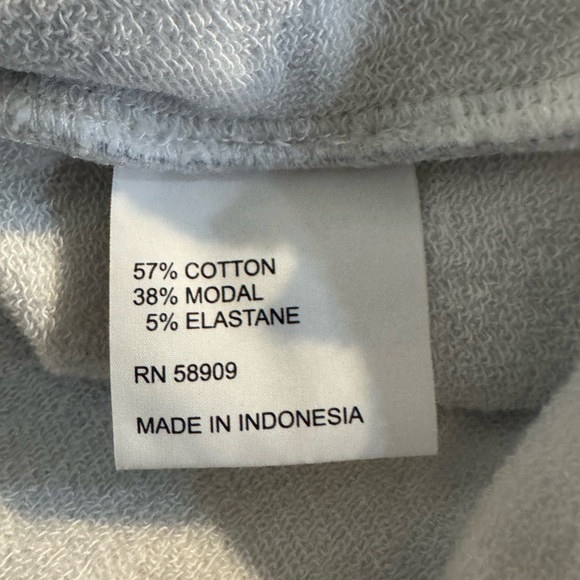 57% COTTON
38% MODAL
5% ELASTANE
RN 58909
MADE IN INDONESIA